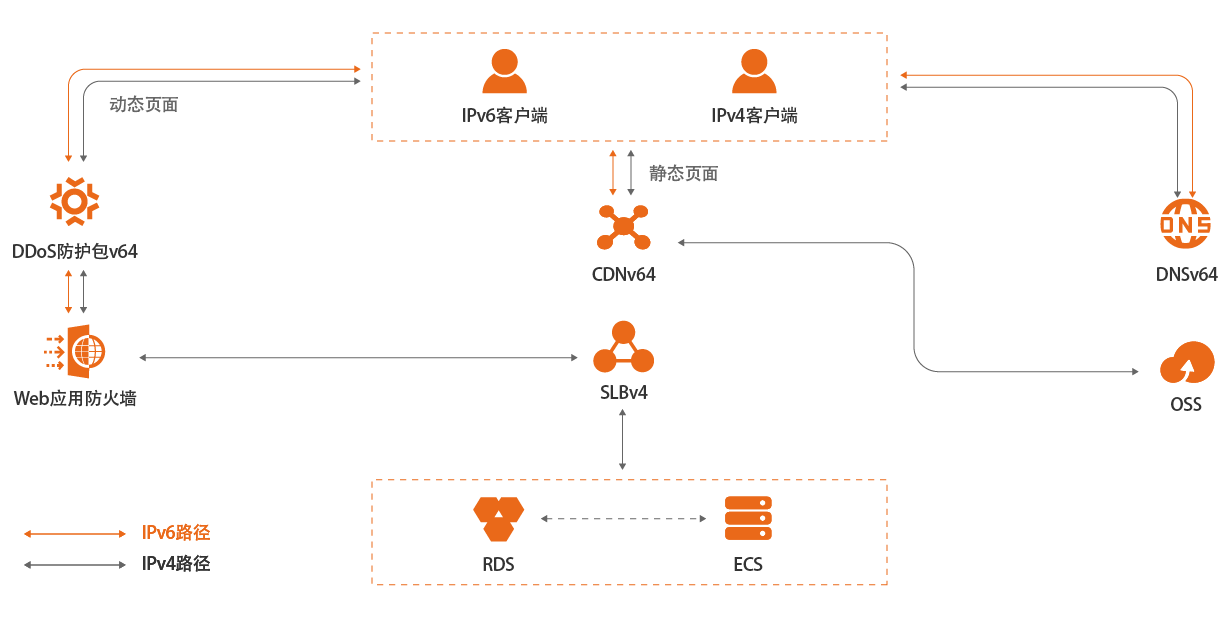 IPv6客户端
IPv4客户端
动态页面
静态页面
DDoS防护包v64
CDNv64
DNS
DNSv64
Web应用防火墙
SLBv4
OSS
RDS
ECS
IPv6路径
IPv4路径